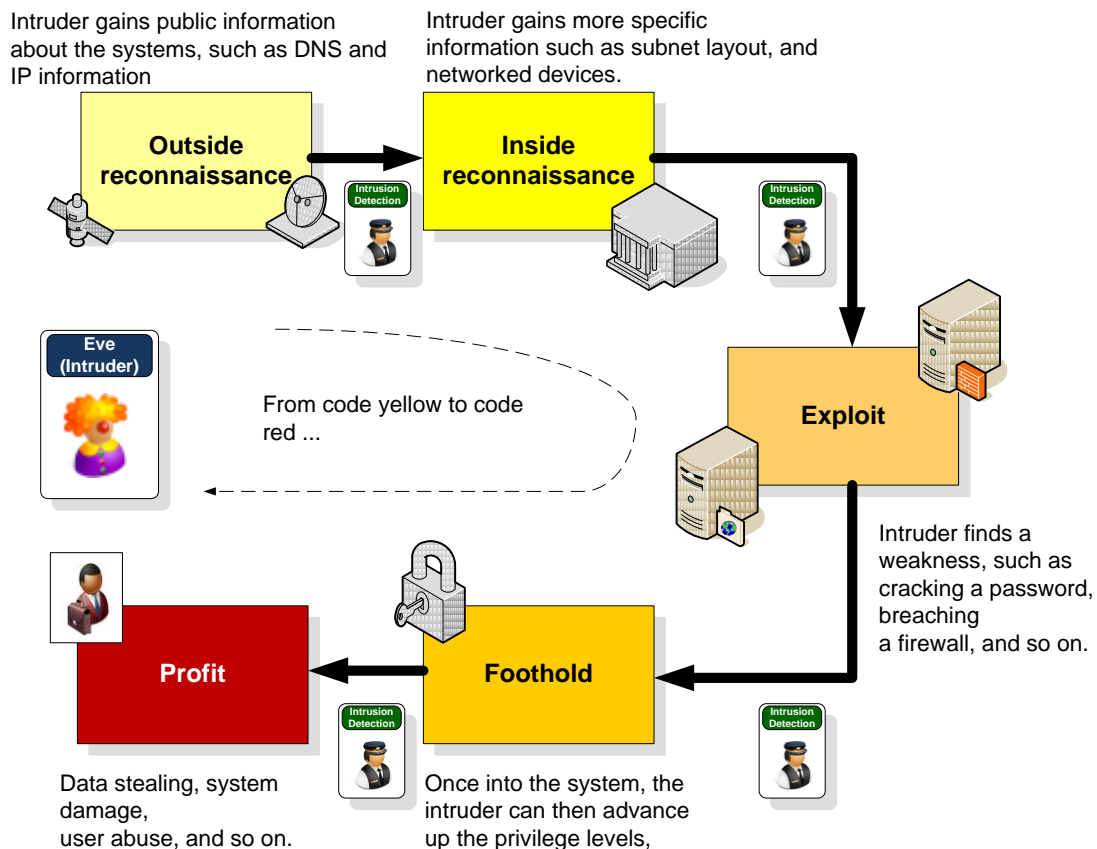 Intruder gains public information
about the systems, such as DNS and
IP information
Intruder gains more specific
information such as subnet layout, and
networked devices.
Outside
reconnaissance
Intrusion
Detection
Inside
reconnaissance
Intrusion
Detection
Eve
(Intruder)
From code yellow to code
red ...
Exploit
Intruder finds a
weakness, such as
cracking a password,
breaching
a firewall, and so on.
Profit
Foothold
Intrusion
Detection
Intrusion
Detection
Data stealing, system
damage,
user abuse, and so on.
Once into the system, the
intruder can then advance
up the privilege levels,